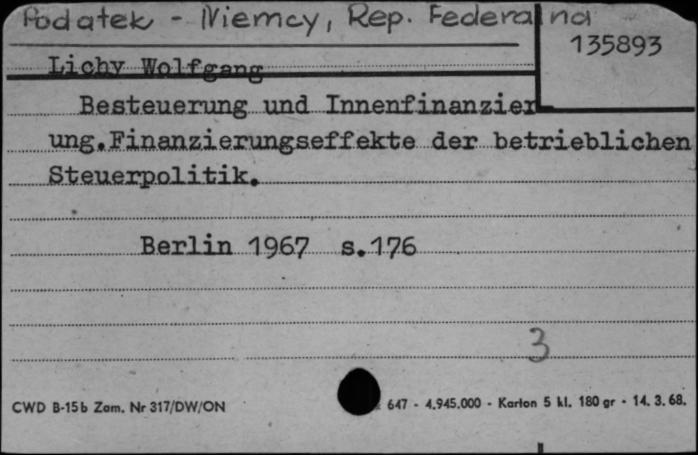 Podatek - Niemcy, Rep. Federalna
135893
Lichy Wolfgang
Besteuerung und Innenfinanzier
ung.Finanzierungseffekte der betrieblichen
Steuerpolitik.
Berlin 1967 s.176
3
CWD B-15b Zam. Nr 317/DW/ON
647 - 4.945.000 - Karton 5 kl. 180 gr - 14. 3. 68.